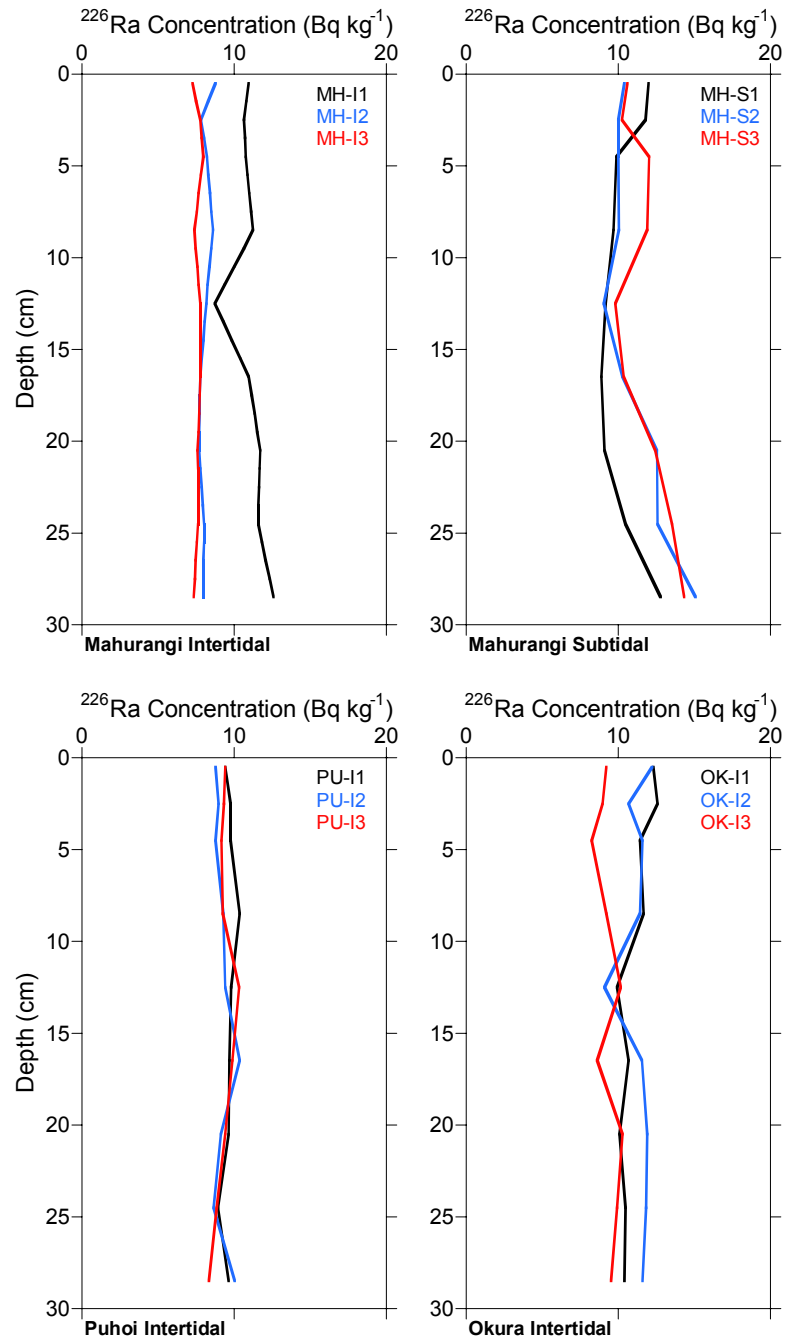 ²²⁶Ra Concentration (Bq kg⁻¹)
0 10 20
0
5
10
15
20
25
30
Depth (cm)
MH-I1
MH-I2
MH-I3
Mahurangi Intertidal
²²⁶Ra Concentration (Bq kg⁻¹)
0 10 20
0
5
10
15
20
25
30
MH-S1
MH-S2
MH-S3
Mahurangi Subtidal
²²⁶Ra Concentration (Bq kg⁻¹)
0 10 20
0
5
10
15
20
25
30
Depth (cm)
PU-I1
PU-I2
PU-I3
Puhoi Intertidal
²²⁶Ra Concentration (Bq kg⁻¹)
0 10 20
0
5
10
15
20
25
30
OK-I1
OK-I2
OK-I3
Okura Intertidal